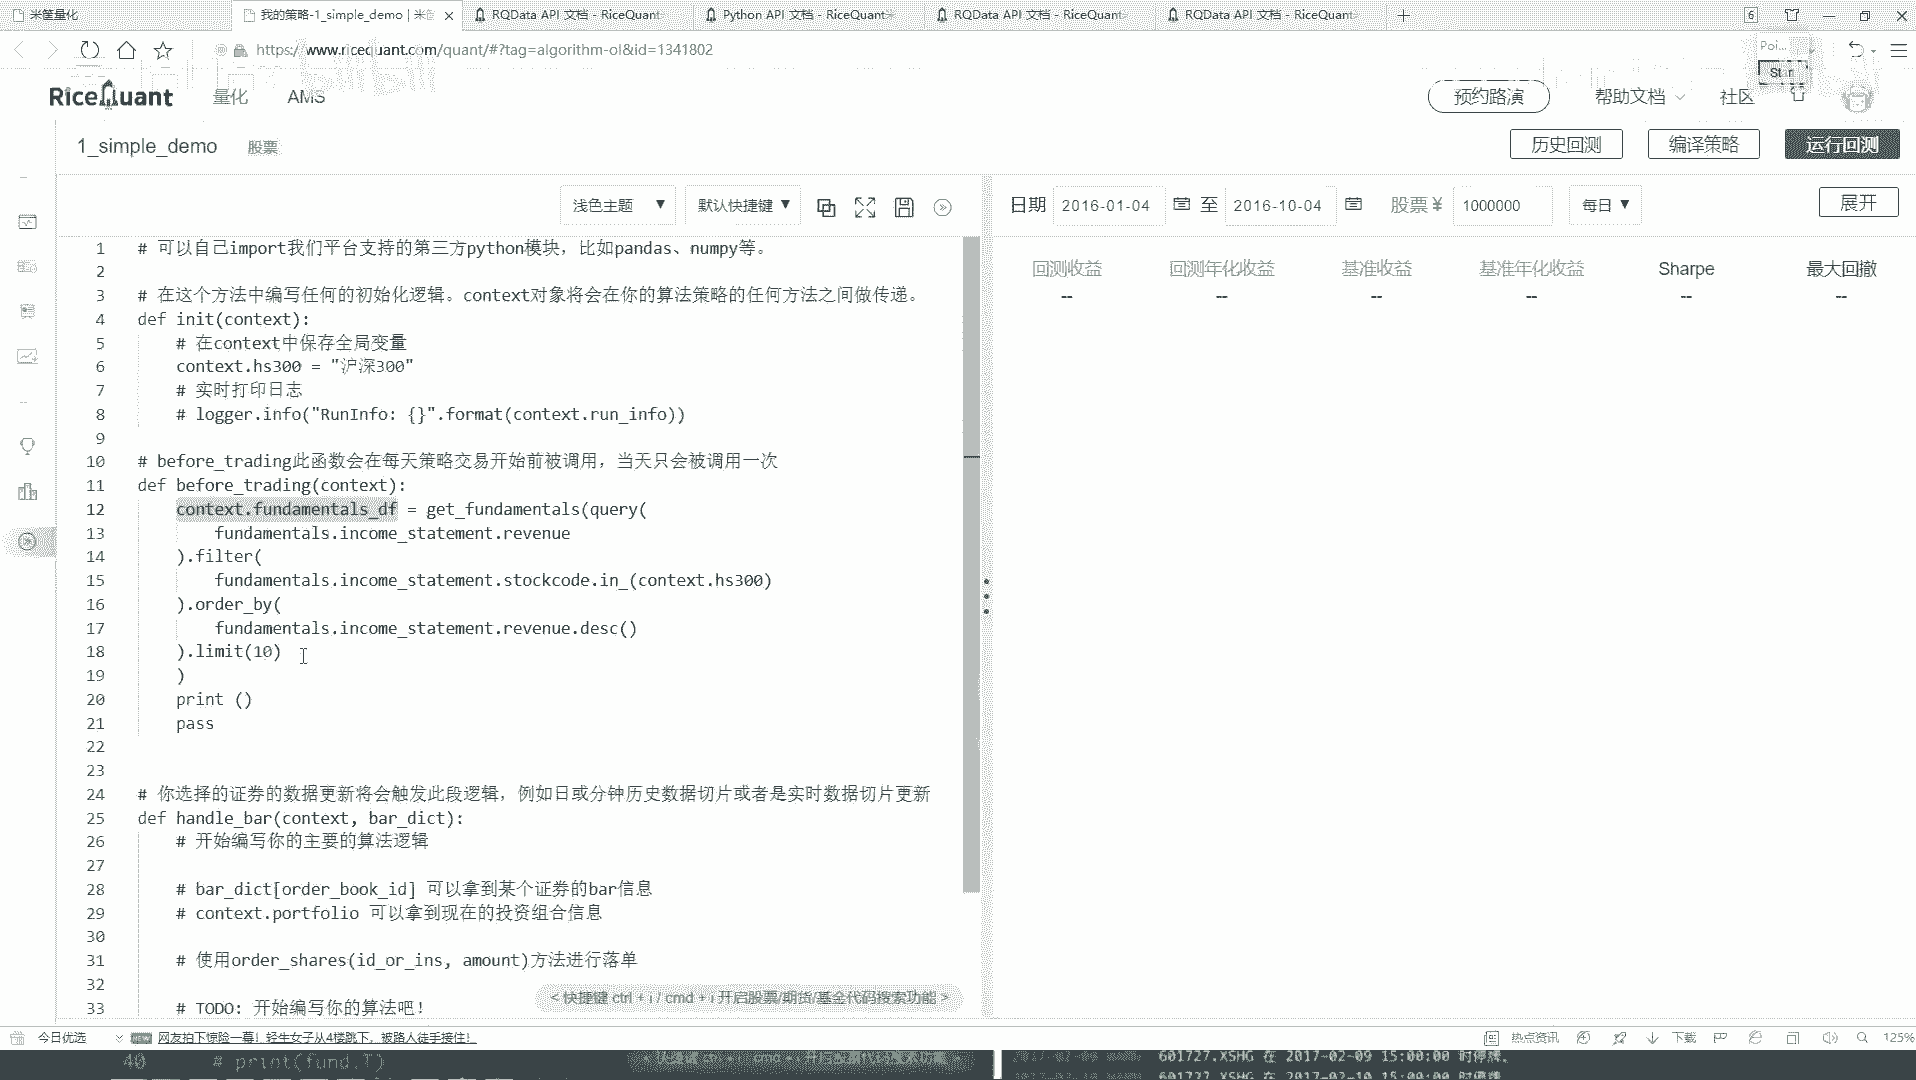 米筐量化
我的策略-1_simple_demo | 米筐
RQData API 文档 - RiceQuant
Python API 文档 - RiceQuant
RQData API 文档 - RiceQuant
RQData API 文档 - RiceQuant
6
https://www.ricequant.com/quant/#?tag=algorithm-ol&id=1341802
Poi...
Start
RiceQuant 量化 AMS
预约路演 帮助文档 社区
1_simple_demo 股票
历史回测 编译策略 运行回测
浅色主题 默认快捷键
日期 2016-01-04 至 2016-10-04 股票 ¥ 1000000 每日 展开
回测收益 回测年化收益 基准收益 基准年化收益 Sharpe 最大回撤
-- -- -- -- -- --
1 # 可以自己import我们平台支持的第三方python模块，比如pandas、numpy等。
2
3 # 在这个方法中编写任何的初始化逻辑。context对象将会在你的算法策略的任何方法之间做传递。
4 def init(context):
5 # 在context中保存全局变量
6 context.hs300 = "沪深300"
7 # 实时打印日志
8 # logger.info("RunInfo: {}".format(context.run_info))
9
10 # before_trading此函数会在每天策略交易开始前被调用，当天只会被调用一次
11 def before_trading(context):
12 context.fundamentals_df = get_fundamentals(query(
13 fundamentals.income_statement.revenue
14 ).filter(
15 fundamentals.income_statement.stockcode.in_(context.hs300)
16 ).order_by(
17 fundamentals.income_statement.revenue.desc()
18 ).limit(10)
19 )
20 print ()
21 pass
22
23
24 # 你选择的证券的数据更新将会触发此段逻辑，例如日或分钟历史数据切片或者是实时数据切片更新
25 def handle_bar(context, bar_dict):
26 # 开始编写你的主要的算法逻辑
27
28 # bar_dict[order_book_id] 可以拿到某个证券的bar信息
29 # context.portfolio 可以拿到现在的投资组合信息
30
31 # 使用order_shares(id_or_ins, amount)方法进行落单
32
33 # TODO: 开始编写你的算法吧！
< 快捷键 ctrl + i / cmd + i 开启股票/期货/基金代码搜索功能 >
今日优选 网友拍下惊险一幕！轻生女子从4楼跳下，被路人徒手接住！
热点资讯 下载 125%
40 # print(fund.T)
601727.XSHG 在 2017-02-09 15:00:00 时停牌。
601727.XSHG 在 2017-02-10 15:00:00 时停牌。